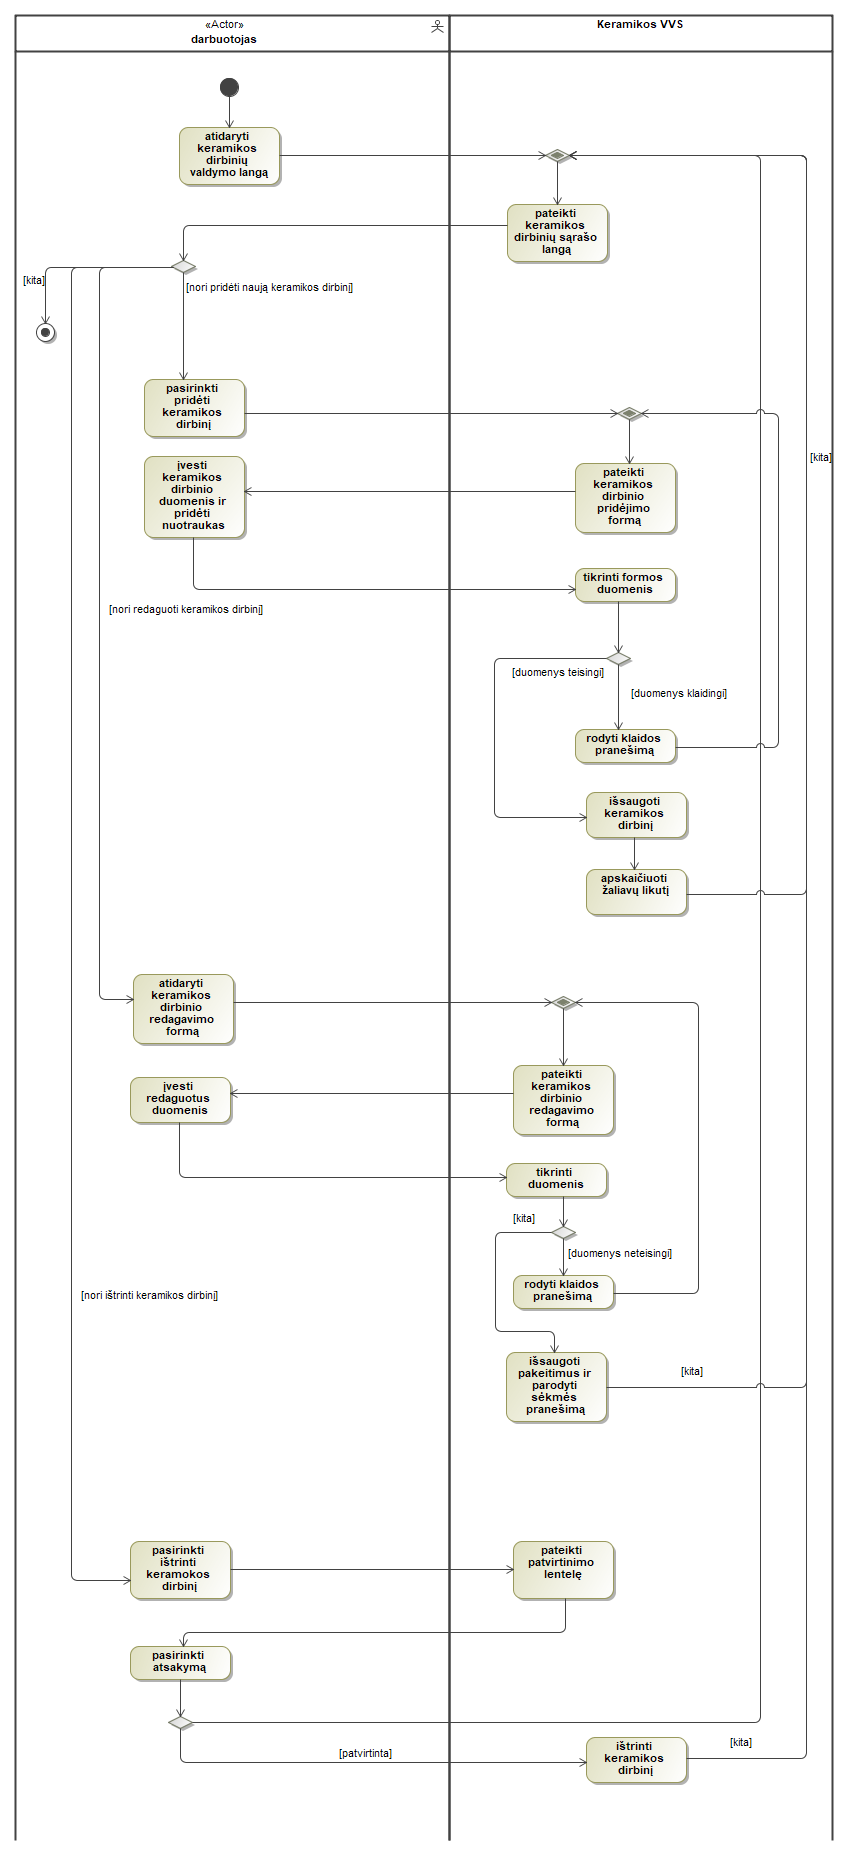 «Actor»
darbuotojas
Keramikos VVS
atidaryti
keramikos
dirbinių
valdymo langą
pateikti
keramikos
dirbinių sąrašo
langą
[kita]
[nori pridėti naują keramikos dirbinį]
pasirinkti
pridėti
keramikos
dirbinį
[kita]
įvesti
keramikos
dirbinio
duomenis ir
pridėti
nuotraukas
pateikti
keramikos
dirbinio
pridėjimo
formą
tikrinti formos
duomenis
[nori redaguoti keramikos dirbinį]
[duomenys teisingi]
[duomenys klaidingi]
rodyti klaidos
pranešimą
išsaugoti
keramikos
dirbinį
apskaičiuoti
žaliavų likutį
atidaryti
keramikos
dirbinio
redagavimo
formą
įvesti
redaguotus
duomenis
pateikti
keramikos
dirbinio
redagavimo
formą
tikrinti
duomenis
[kita]
[duomenys neteisingi]
rodyti klaidos
pranešimą
[nori ištrinti keramikos dirbinį]
išsaugoti
pakeitimus ir
parodyti
sėkmės
pranešimą
[kita]
pasirinkti
ištrinti
keramokos
dirbinį
pateikti
patvirtinimo
lentelę
pasirinkti
atsakymą
[patvirtinta]
ištrinti
keramikos
dirbinį
[kita]